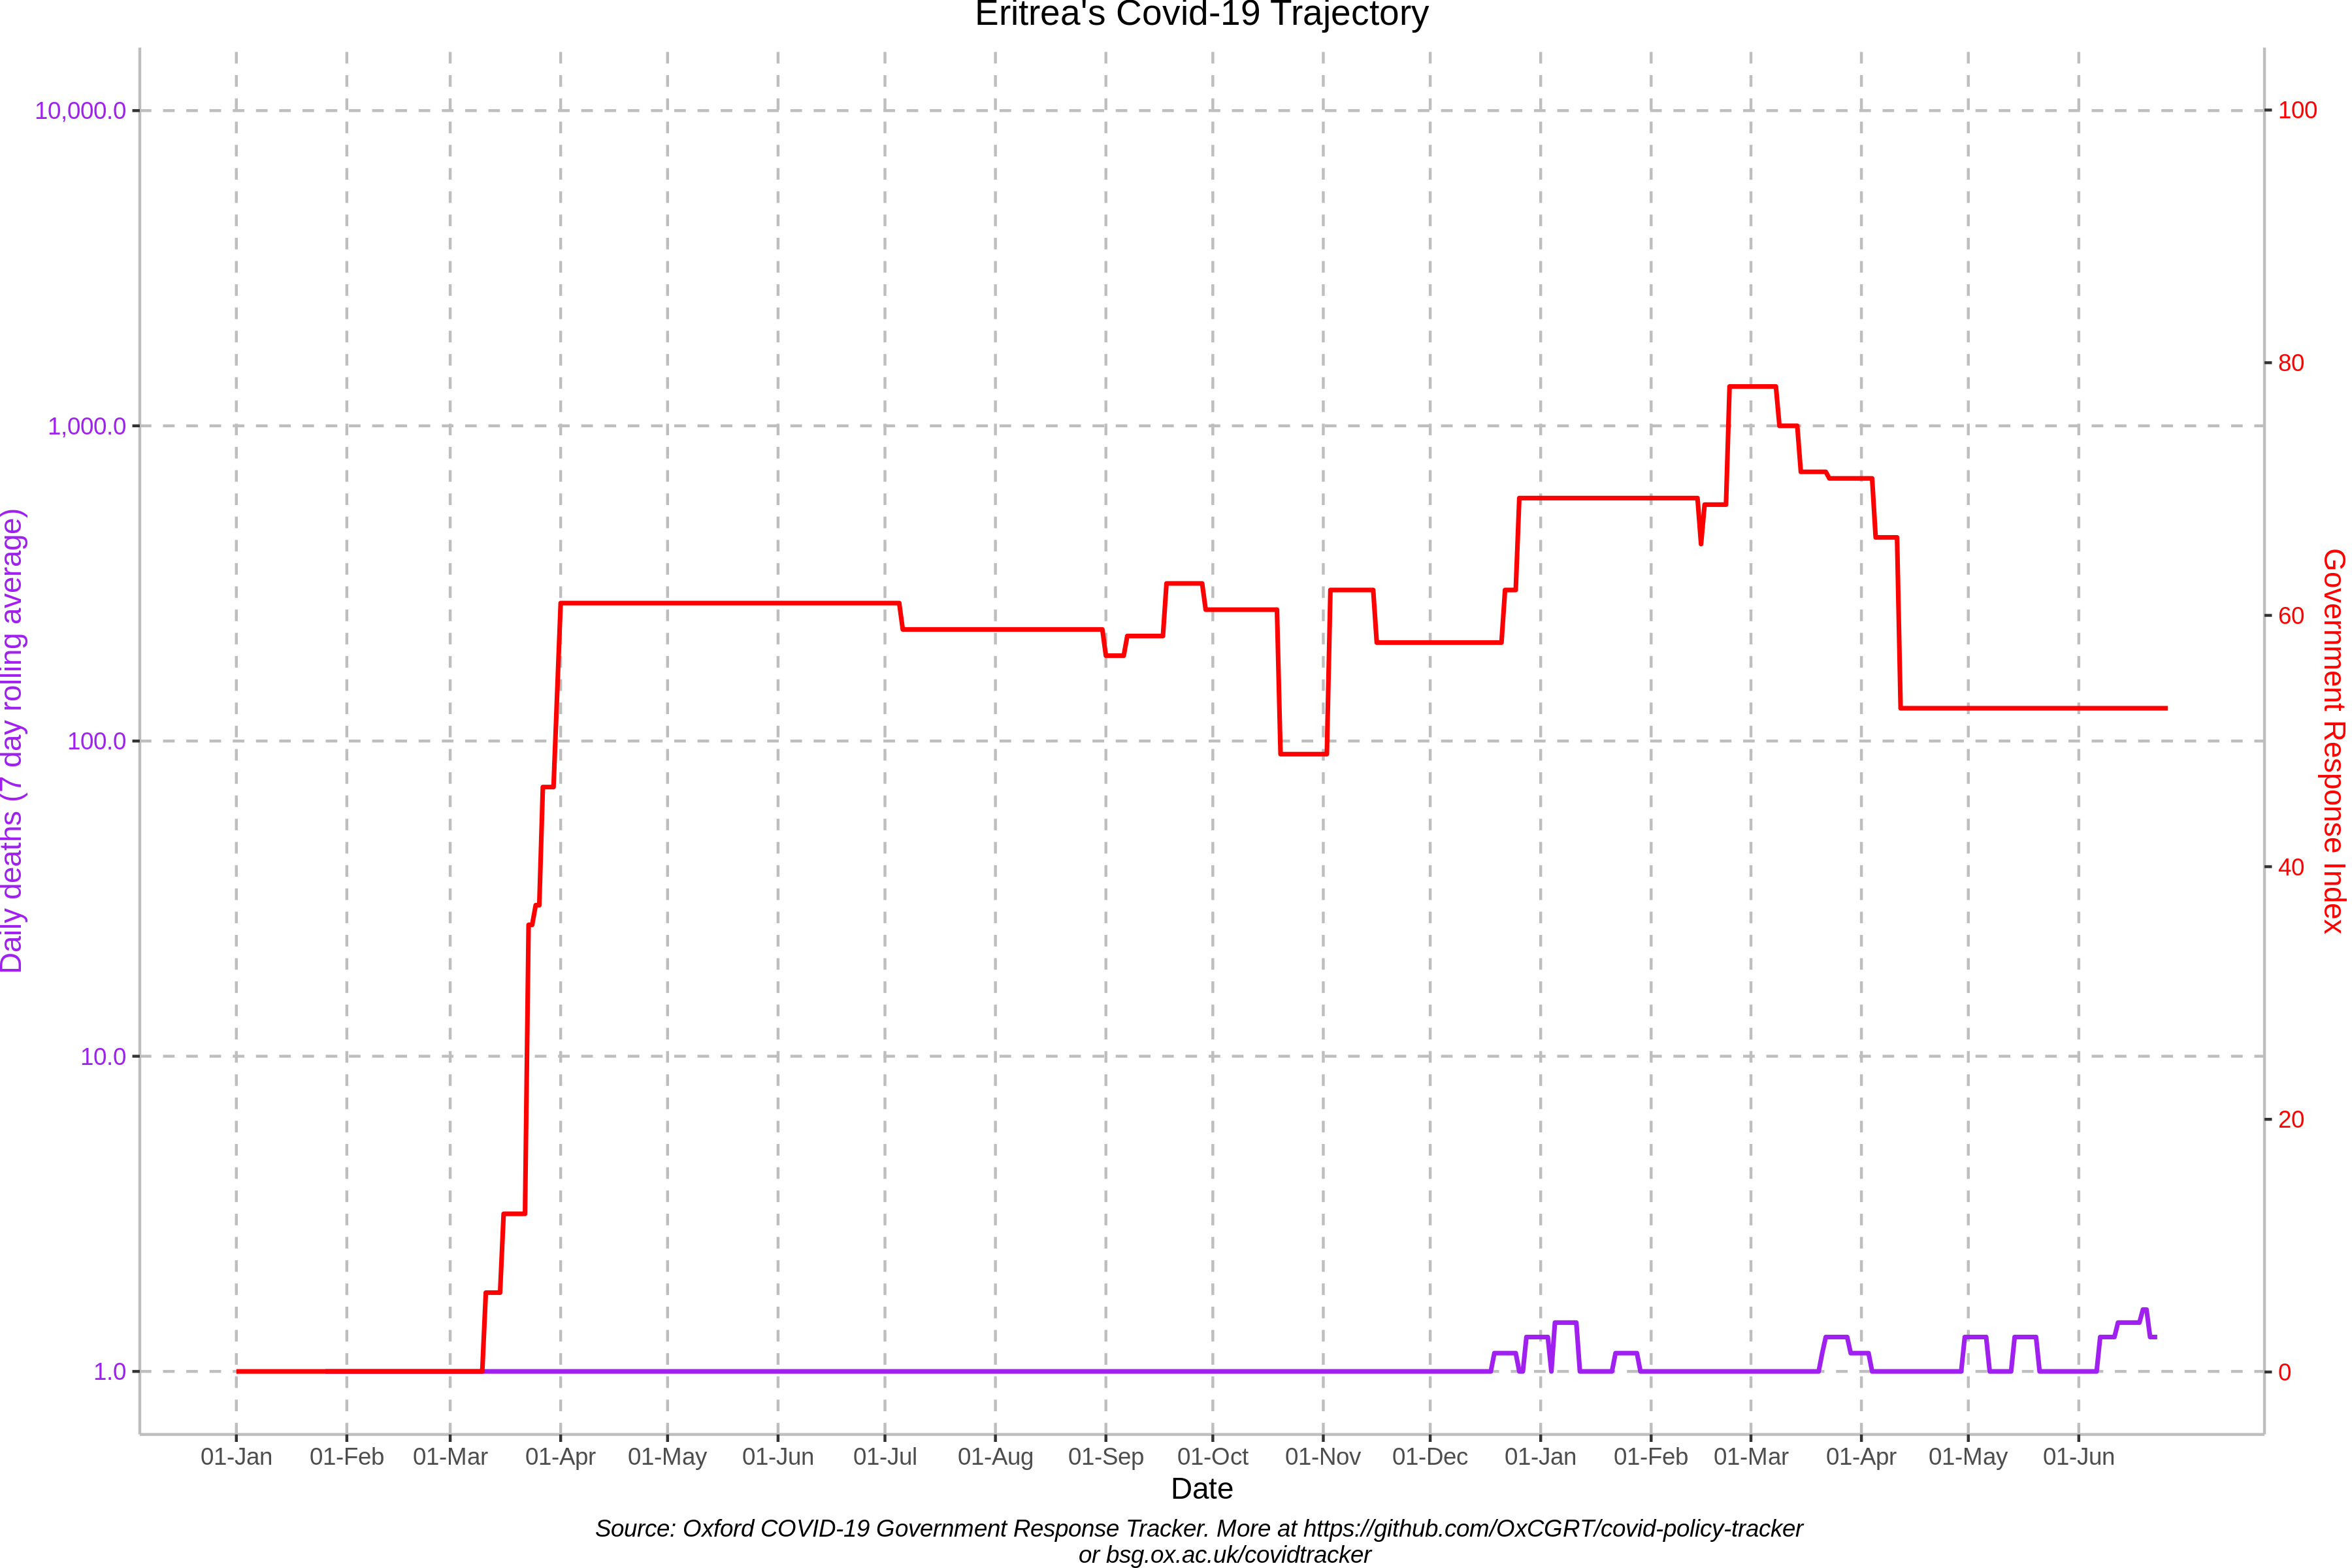 Eritrea's Covid-19 Trajectory
10,000.0
1,000.0
100.0
10.0
1.0
Daily deaths (7 day rolling average)
100
80
60
40
20
0
Government Response Index
01-Jan 01-Feb 01-Mar 01-Apr 01-May 01-Jun 01-Jul 01-Aug 01-Sep 01-Oct 01-Nov 01-Dec 01-Jan 01-Feb 01-Mar 01-Apr 01-May 01-Jun
Date
Source: Oxford COVID-19 Government Response Tracker. More at https://github.com/OxCGRT/covid-policy-tracker
or bsg.ox.ac.uk/covidtracker